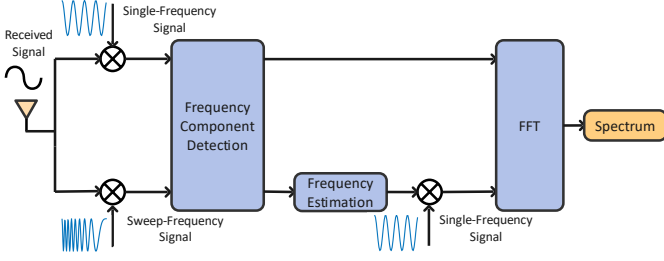 Single-Frequency
Signal
Received
Signal
Frequency
Component
Detection
FFT
Spectrum
Frequency
Estimation
Sweep-Frequency
Signal
Single-Frequency
Signal